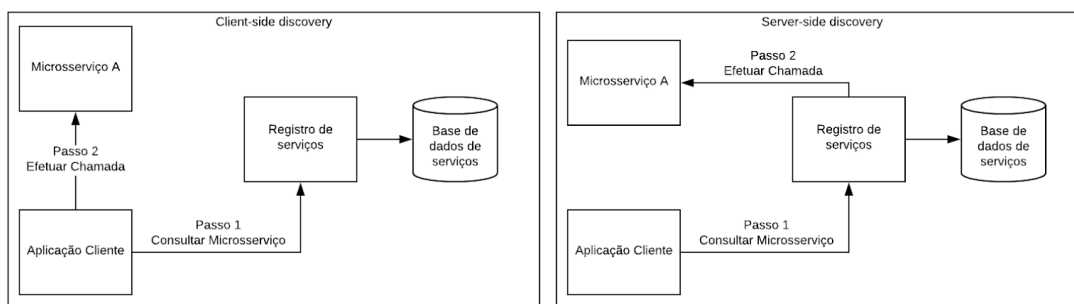 Client-side discovery
Microsserviço A
Passo 2
Efetuar Chamada
Registro de
serviços
Base de
dados de
serviços
Aplicação Cliente
Passo 1
Consultar Microsserviço
Server-side discovery
Microsserviço A
Passo 2
Efetuar Chamada
Registro de
serviços
Base de
dados de
serviços
Aplicação Cliente
Passo 1
Consultar Microsserviço